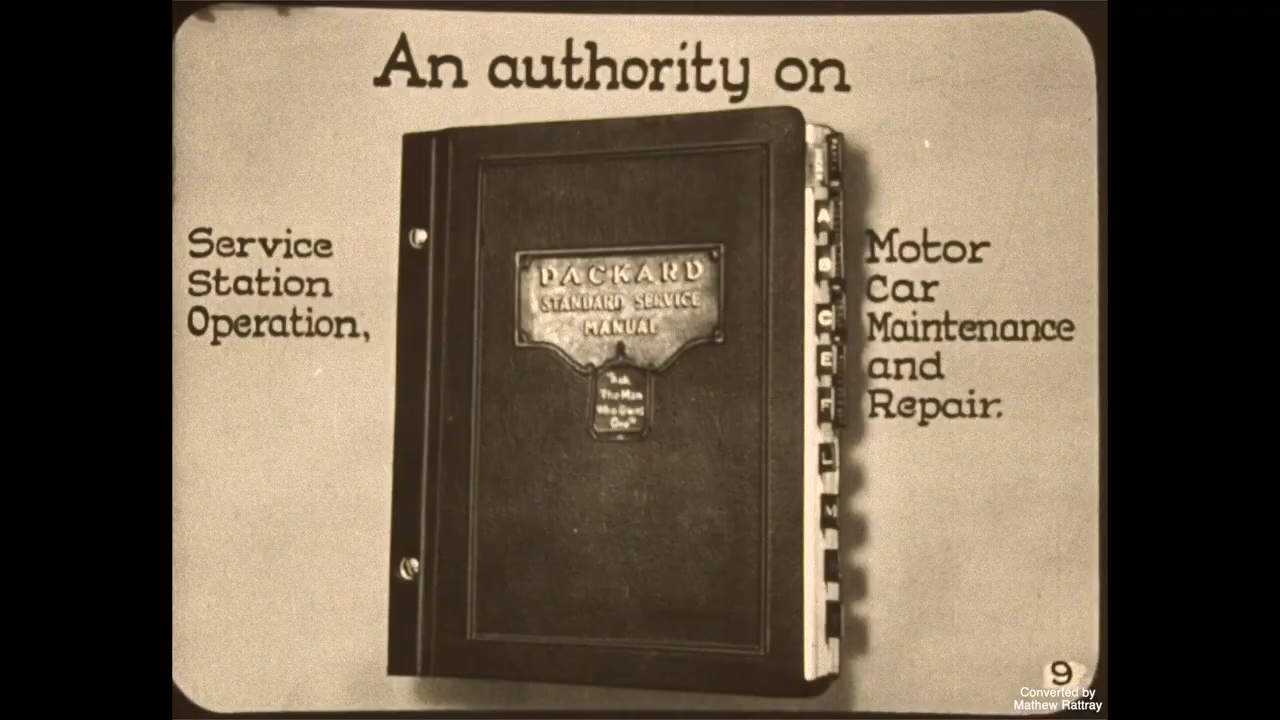 An authority on
Service
Station
Operation,
PACKARD
STANDARD SERVICE
MANUAL
"Ask
The Man
Who Owns
One"
A
B
C
E
F
L
M
Motor
Car
Maintenance
and
Repair.
9
Converted by
Mathew Rattray